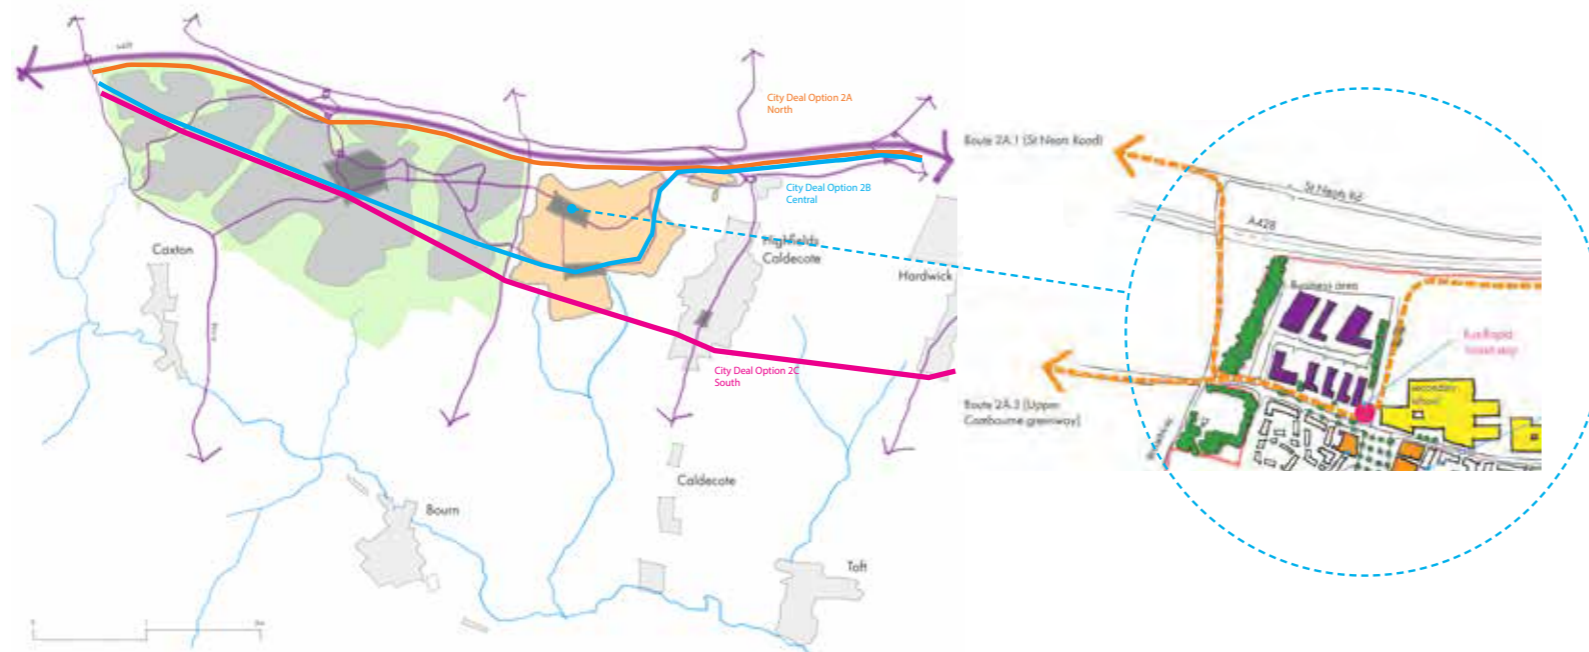 City Deal Option 2A
North
City Deal Option 2B
Central
Highfields
Caldecote
Hardwick
Caxton
City Deal Option 2C
South
Caldecote
Bourn
Toft
Route 2A.1 (St Neots Road)
St Neots Rd
A428
Business area
Bus Rapid
transit stop
secondary
school
Route 2A.3 (Upper
Coatbourne greenway)